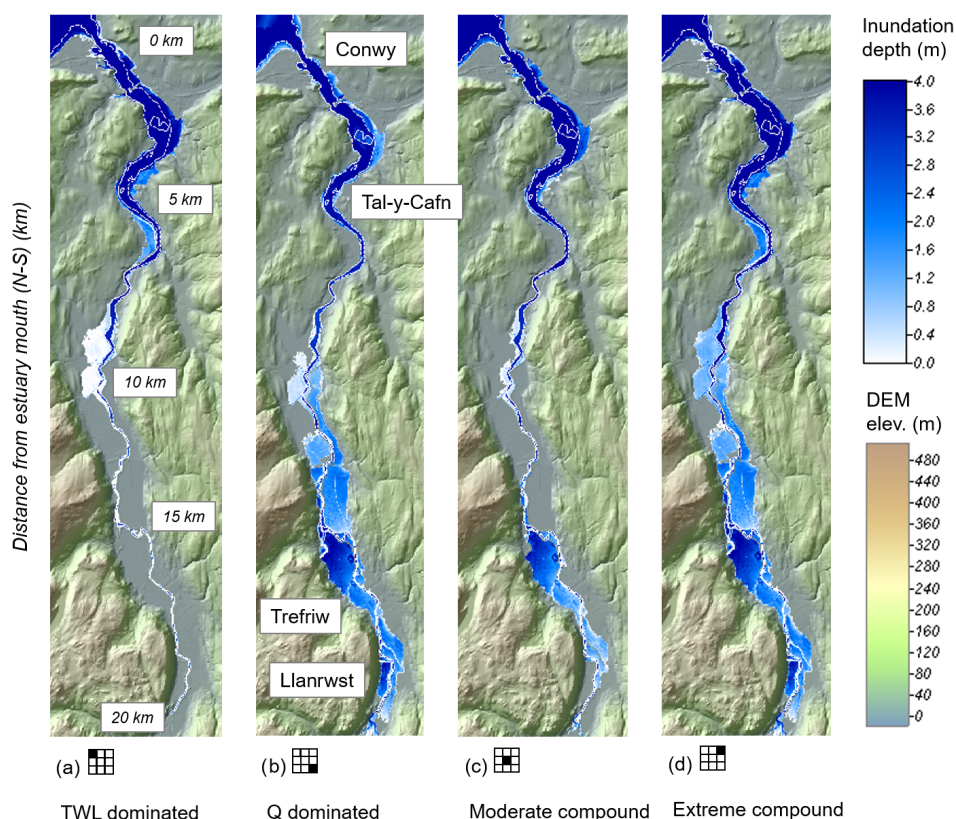 Distance from estuary mouth (N-S) (km)
0 km
5 km
10 km
15 km
20 km
Conwy
Tal-y-Cafn
Trefriw
Llanrwst
Inundation
depth (m)
4.0
3.6
3.2
2.8
2.4
2.0
1.6
1.2
0.8
0.4
0.0
DEM
elev. (m)
480
440
400
360
320
280
240
200
160
120
80
40
0
(a)
TWL dominated
(b)
Q dominated
(c)
Moderate compound
(d)
Extreme compound